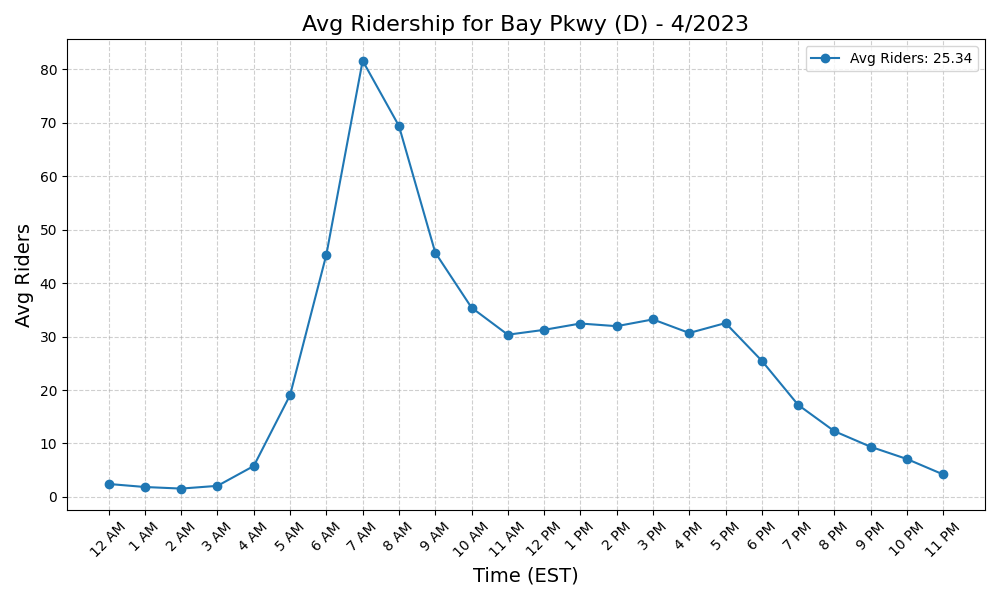 Avg Ridership for Bay Pkwy (D) - 4/2023
Avg Riders: 25.34
Avg Riders
80
70
60
50
40
30
20
10
0
12 AM
1 AM
2 AM
3 AM
4 AM
5 AM
6 AM
7 AM
8 AM
9 AM
10 AM
11 AM
12 PM
1 PM
2 PM
3 PM
4 PM
5 PM
6 PM
7 PM
8 PM
9 PM
10 PM
11 PM
Time (EST)